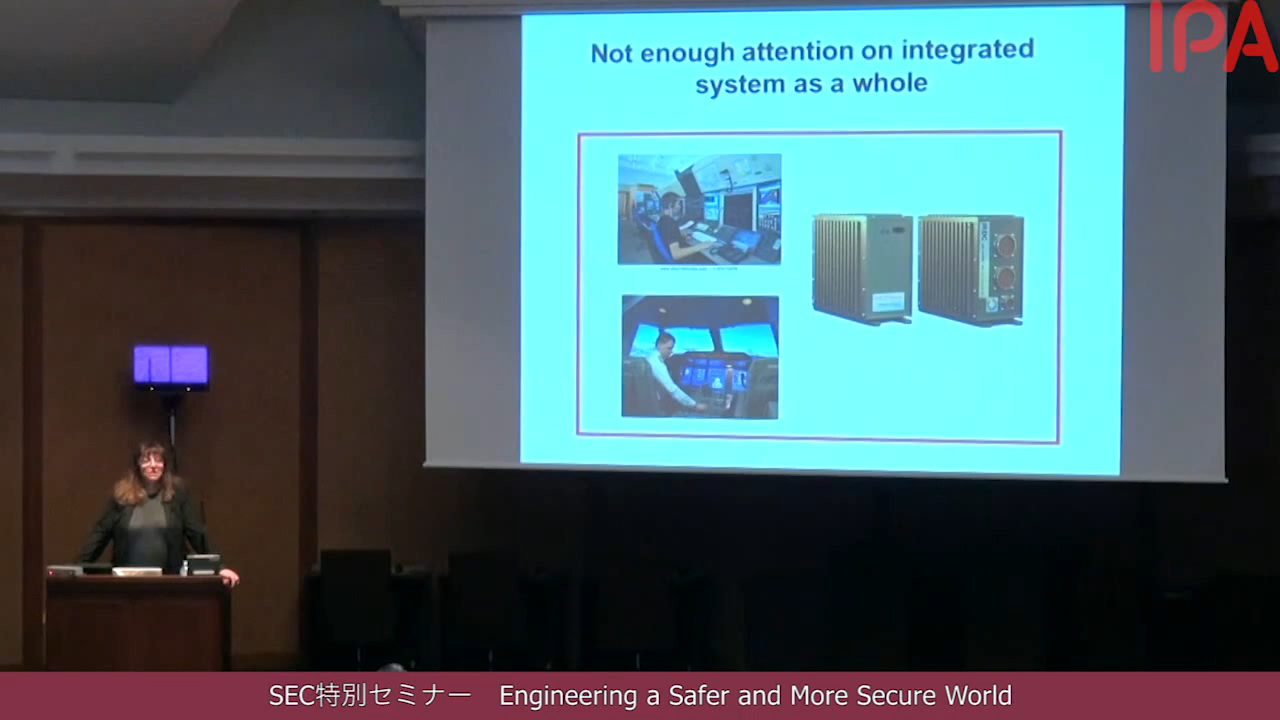 IPA
Not enough attention on integrated
system as a whole
SEC特別セミナー Engineering a Safer and More Secure World